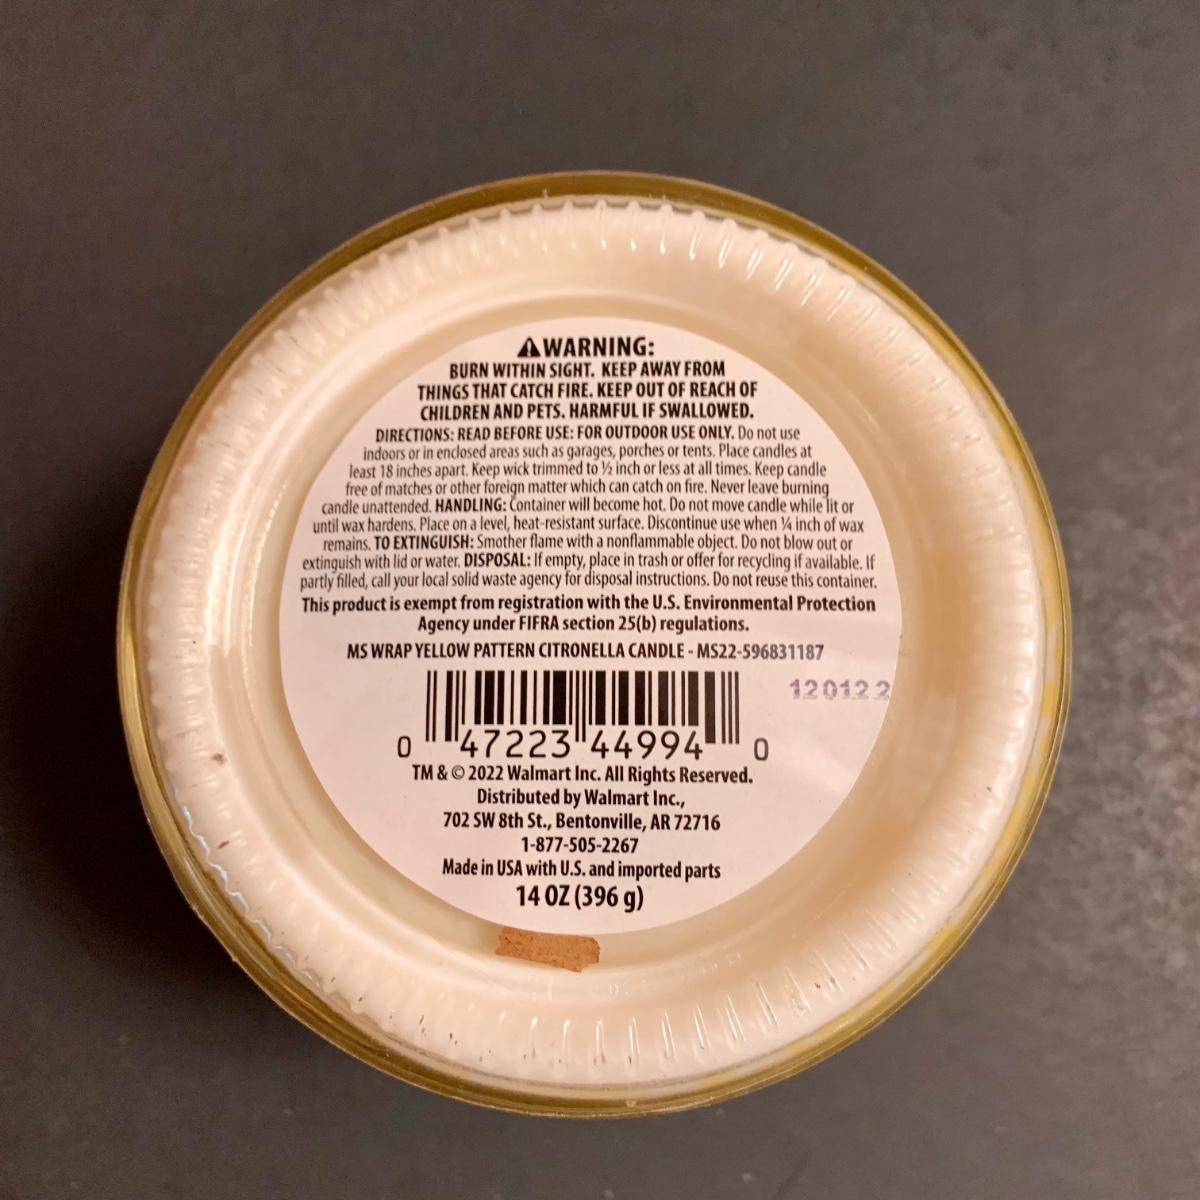 ⚠WARNING:
BURN WITHIN SIGHT. KEEP AWAY FROM
THINGS THAT CATCH FIRE. KEEP OUT OF REACH OF
CHILDREN AND PETS. HARMFUL IF SWALLOWED.
DIRECTIONS: READ BEFORE USE: FOR OUTDOOR USE ONLY. Do not use
indoors or in enclosed areas such as garages, porches or tents. Place candles at
least 18 inches apart. Keep wick trimmed to ½ inch or less at all times. Keep candle
free of matches or other foreign matter which can catch on fire. Never leave burning
candle unattended. HANDLING: Container will become hot. Do not move candle while lit or
until wax hardens. Place on a level, heat-resistant surface. Discontinue use when ¼ inch of wax
remains. TO EXTINGUISH: Smother flame with a nonflammable object. Do not blow out or
extinguish with lid or water. DISPOSAL: If empty, place in trash or offer for recycling if available. If
partly filled, call your local solid waste agency for disposal instructions. Do not reuse this container.
This product is exempt from registration with the U.S. Environmental Protection
Agency under FIFRA section 25(b) regulations.
MS WRAP YELLOW PATTERN CITRONELLA CANDLE - MS22-596831187
120122
0 47223 44994 0
TM & © 2022 Walmart Inc. All Rights Reserved.
Distributed by Walmart Inc.,
702 SW 8th St., Bentonville, AR 72716
1-877-505-2267
Made in USA with U.S. and imported parts
14 OZ (396 g)